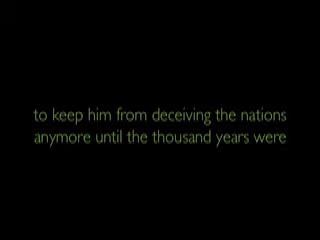 to keep him from deceiving the nations
anymore until the thousand years were